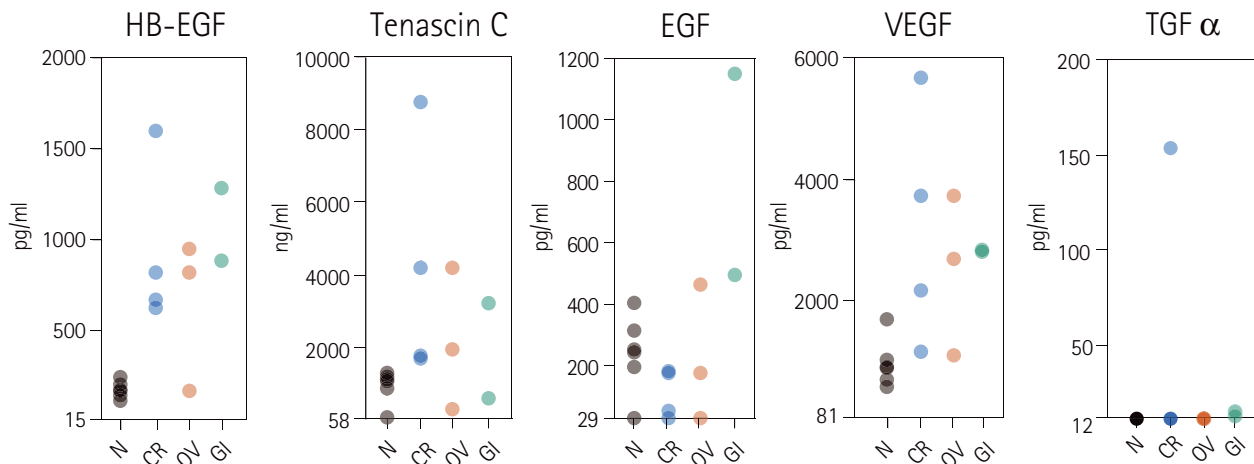 HB-EGF
pg/ml
2000
1500
1000
500
15
N
CR
OV
GI
Tenascin C
ng/ml
10000
8000
6000
4000
2000
58
N
CR
OV
GI
EGF
pg/ml
1200
1000
800
600
400
200
29
N
CR
OV
GI
VEGF
pg/ml
6000
4000
2000
81
N
CR
OV
GI
TGF α
pg/ml
200
150
100
50
12
N
CR
OV
GI